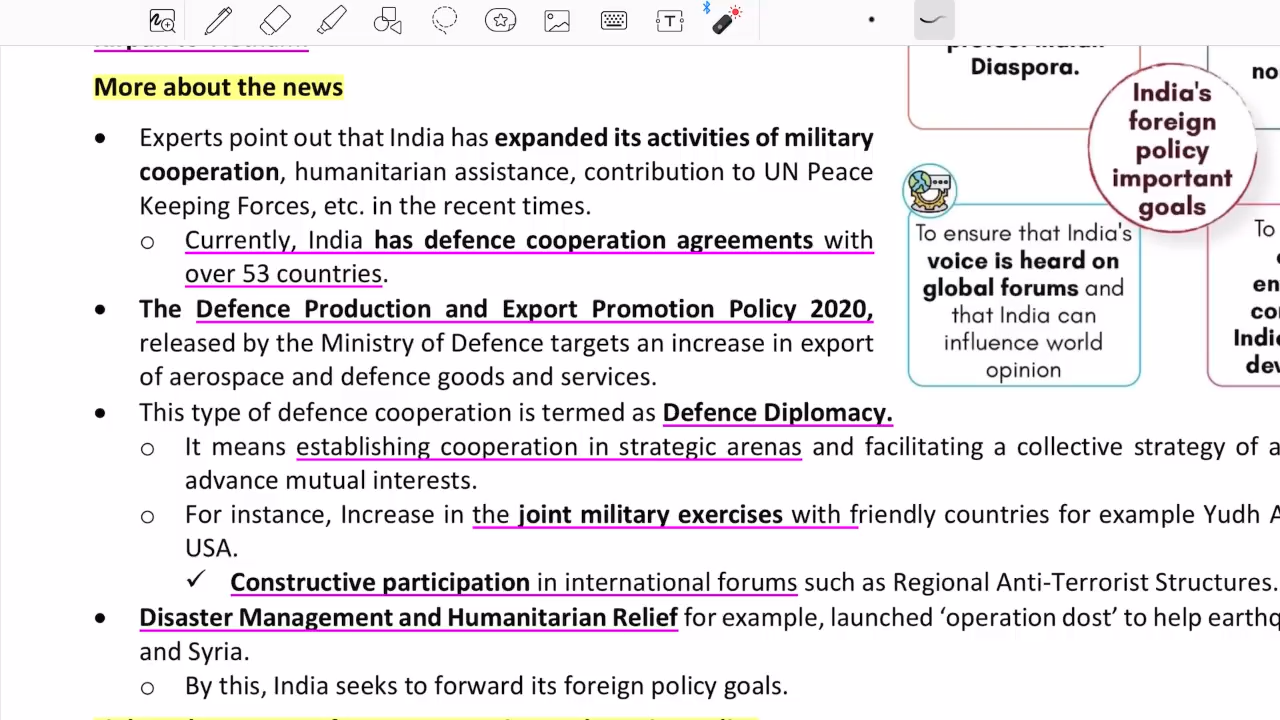 More about the news
• Experts point out that India has expanded its activities of military
cooperation, humanitarian assistance, contribution to UN Peace
Keeping Forces, etc. in the recent times.
o Currently, India has defence cooperation agreements with
over 53 countries.
• The Defence Production and Export Promotion Policy 2020,
released by the Ministry of Defence targets an increase in export
of aerospace and defence goods and services.
• This type of defence cooperation is termed as Defence Diplomacy.
o It means establishing cooperation in strategic arenas and facilitating a collective strategy of a
advance mutual interests.
o For instance, Increase in the joint military exercises with friendly countries for example Yudh A
USA.
✓ Constructive participation in international forums such as Regional Anti-Terrorist Structures.
• Disaster Management and Humanitarian Relief for example, launched ‘operation dost’ to help earthq
and Syria.
o By this, India seeks to forward its foreign policy goals.
Diaspora.
no
India's
foreign
policy
important
goals
To ensure that India's
voice is heard on
global forums and
that India can
influence world
opinion
To
en
co
Indi
dev
T